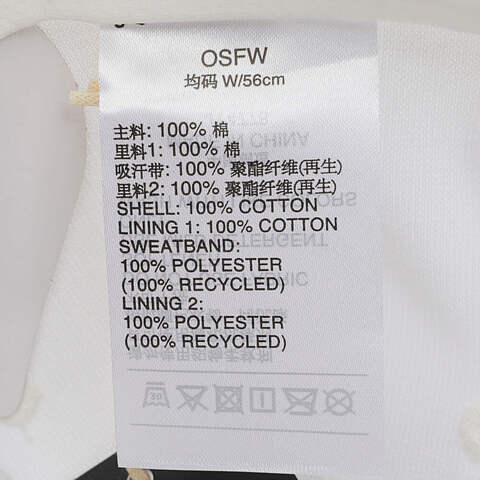 OSFW
均码 W/56cm
主料: 100% 棉
里料1: 100% 棉
吸汗带: 100% 聚酯纤维(再生)
里料2: 100% 聚酯纤维(再生)
SHELL: 100% COTTON
LINING 1: 100% COTTON
SWEATBAND:
100% POLYESTER
(100% RECYCLED)
LINING 2:
100% POLYESTER
(100% RECYCLED)